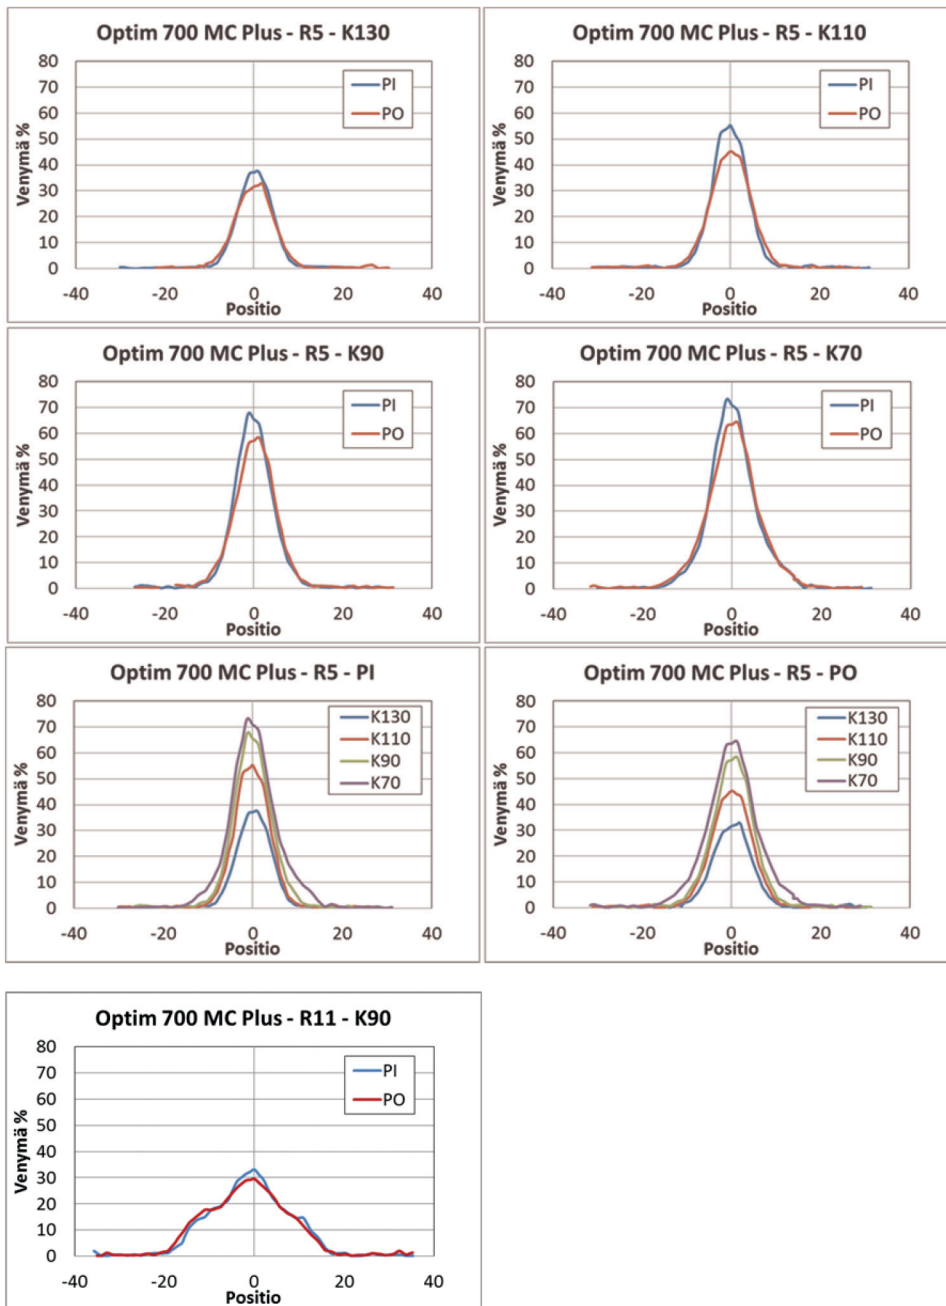 Optim 700 MC Plus - R5 - K130
Venymä %
80
70
60
50
40
30
20
10
0
-40
-20
0
20
40
Positio
PI
PO
Optim 700 MC Plus - R5 - K110
Venymä %
80
70
60
50
40
30
20
10
0
-40
-20
0
20
40
Positio
PI
PO
Optim 700 MC Plus - R5 - K90
Venymä %
80
70
60
50
40
30
20
10
0
-40
-20
0
20
40
Positio
PI
PO
Optim 700 MC Plus - R5 - K70
Venymä %
80
70
60
50
40
30
20
10
0
-40
-20
0
20
40
Positio
PI
PO
Optim 700 MC Plus - R5 - PI
Venymä %
80
70
60
50
40
30
20
10
0
-40
-20
0
20
40
Positio
K130
K110
K90
K70
Optim 700 MC Plus - R5 - PO
Venymä %
80
70
60
50
40
30
20
10
0
-40
-20
0
20
40
Positio
K130
K110
K90
K70
Optim 700 MC Plus - R11 - K90
Venymä %
80
70
60
50
40
30
20
10
0
-40
-20
0
20
40
Positio
PI
PO